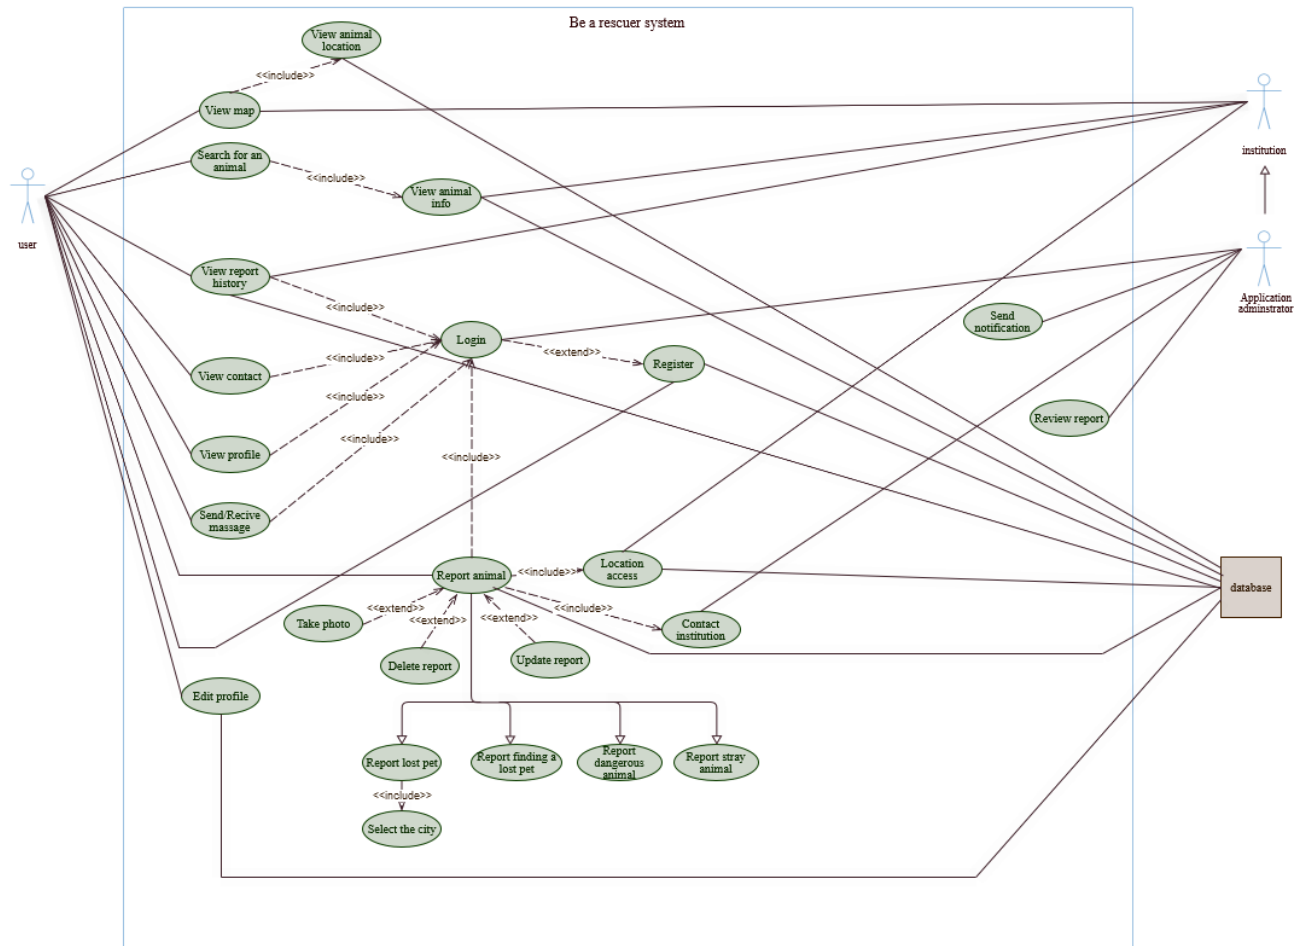 Be a rescuer system
View animal
location
<<include>>
View map
institution
Search for an
animal
<<include>>
View animal
info
user
View report
history
<<include>>
Application
adminstrator
Send
notification
Login
<<extend>>
Register
View contact
<<include>>
<<include>>
Review report
View profile
<<include>>
<<include>>
Send/Recive
massage
Report animal
<<include>>
Location
access
database
<<include>>
Take photo
<<extend>>
<<extend>>
<<extend>>
Contact
institution
Delete report
Update report
Edit profile
Report lost pet
Report finding a
lost pet
Report
dangerous
animal
Report stray
animal
<<include>>
Select the city